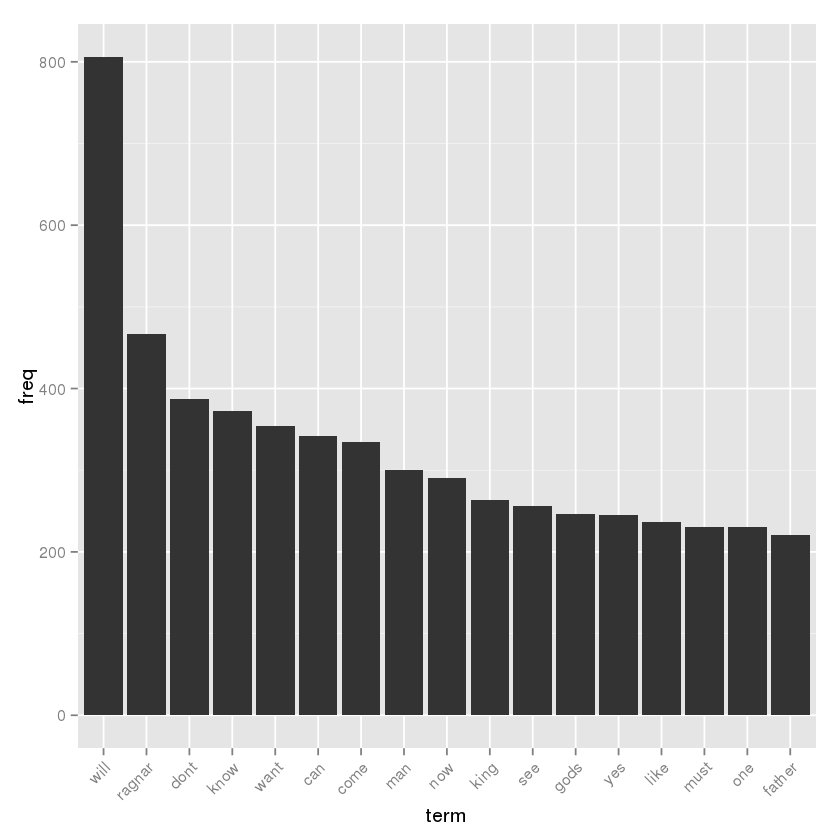 800
600
400
200
0
freq
will
ragnar
dont
know
want
can
come
man
now
king
see
gods
yes
like
must
one
father
term